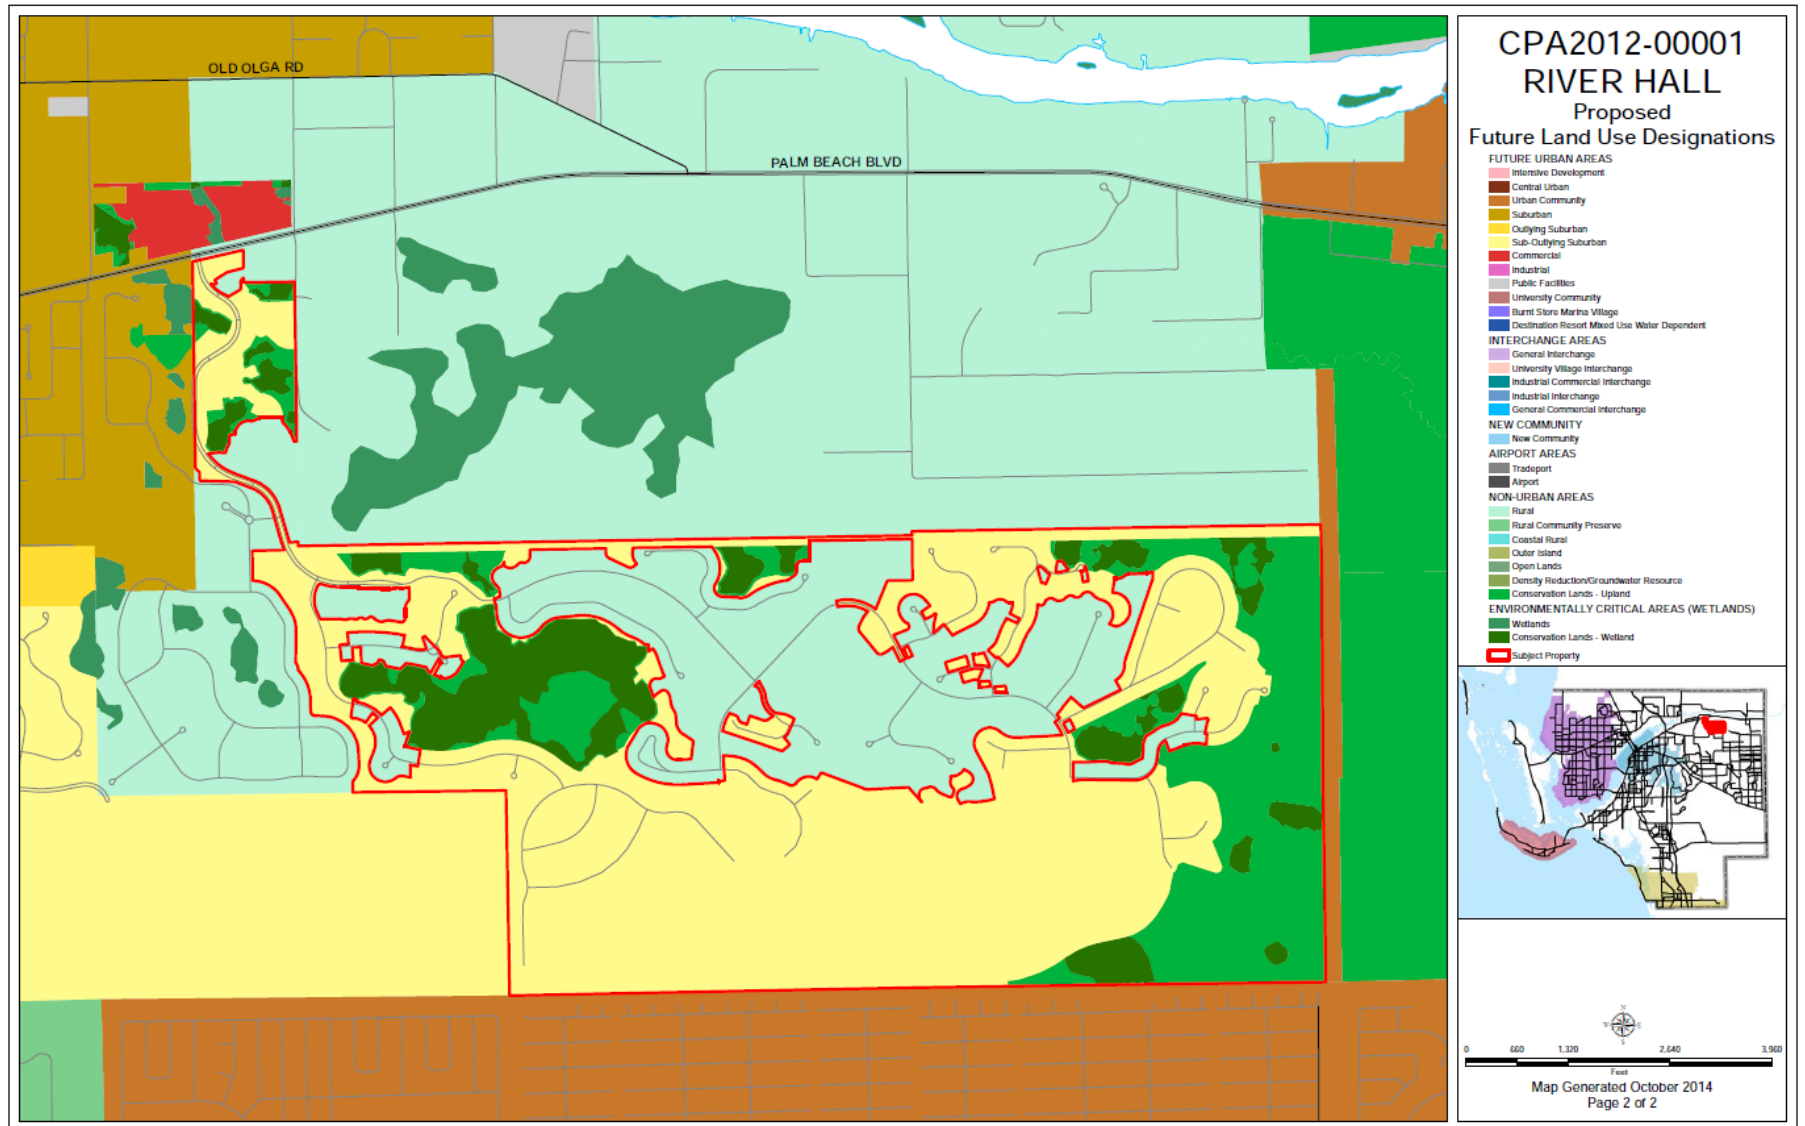 OLD OLGA RD
PALM BEACH BLVD
CPA2012-00001
RIVER HALL
Proposed
Future Land Use Designations
FUTURE URBAN AREAS
Intensive Development
Central Urban
Urban Community
Suburban
Outlying Suburban
Sub-Outlying Suburban
Commercial
Industrial
Public Facilities
University Community
Burnt Store Marina Village
Destination Resort Mixed Use Water Dependent
INTERCHANGE AREAS
General Interchange
University Village Interchange
Industrial Commercial Interchange
Industrial Interchange
General Commercial Interchange
NEW COMMUNITY
New Community
AIRPORT AREAS
Tradeport
Airport
NON-URBAN AREAS
Rural
Rural Community Preserve
Coastal Rural
Outer Island
Open Lands
Density Reduction/Groundwater Resource
Conservation Lands - Upland
ENVIRONMENTALLY CRITICAL AREAS (WETLANDS)
Wetlands
Conservation Lands - Wetland
Subject Property
N
W E
S
0 660 1,320 2,640 3,960
Feet
Map Generated October 2014
Page 2 of 2